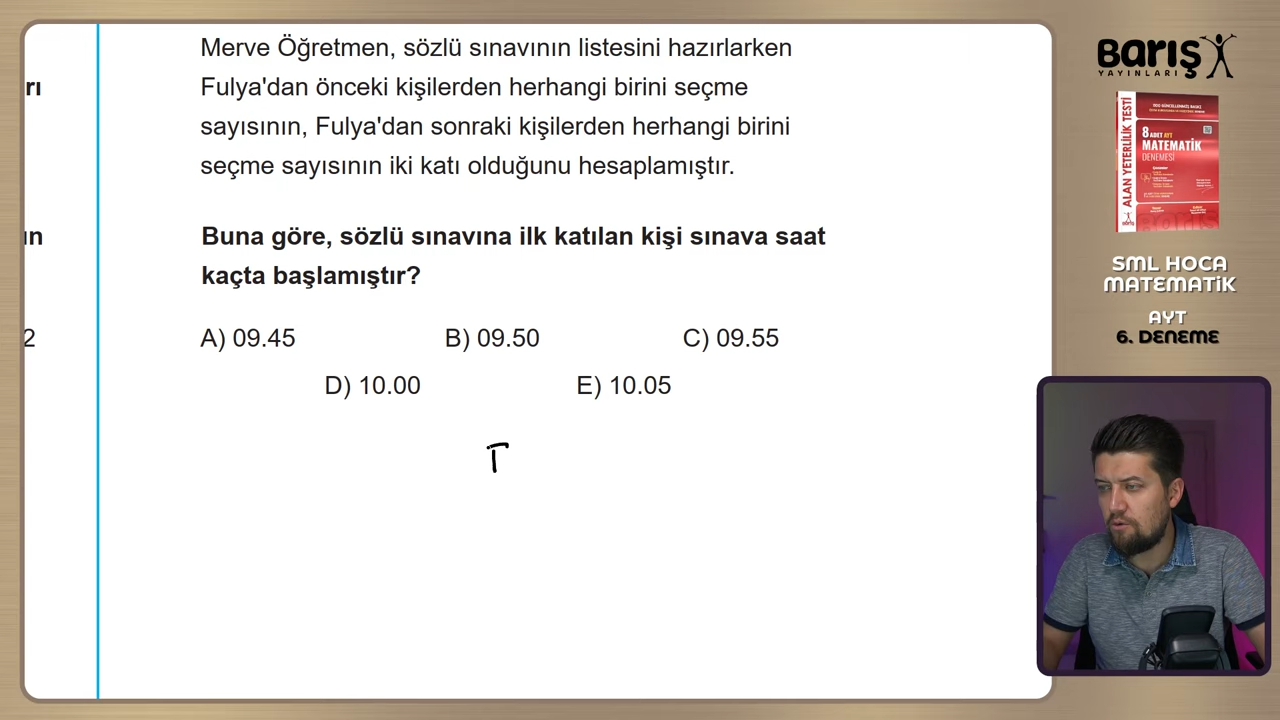 Merve Öğretmen, sözlü sınavının listesini hazırlarken
Fulya'dan önceki kişilerden herhangi birini seçme
sayısının, Fulya'dan sonraki kişilerden herhangi birini
seçme sayısının iki katı olduğunu hesaplamıştır.
Buna göre, sözlü sınavına ilk katılan kişi sınava saat
kaçta başlamıştır?
A) 09.45
B) 09.50
C) 09.55
D) 10.00
E) 10.05
rı
ın
2
Barış
YAYINLARI
ALAN YETERLİLİK TESTİ
8 ADET AYT
MATEMATİK
DENEMESİ
SML HOCA
MATEMATİK
AYT
6. DENEME